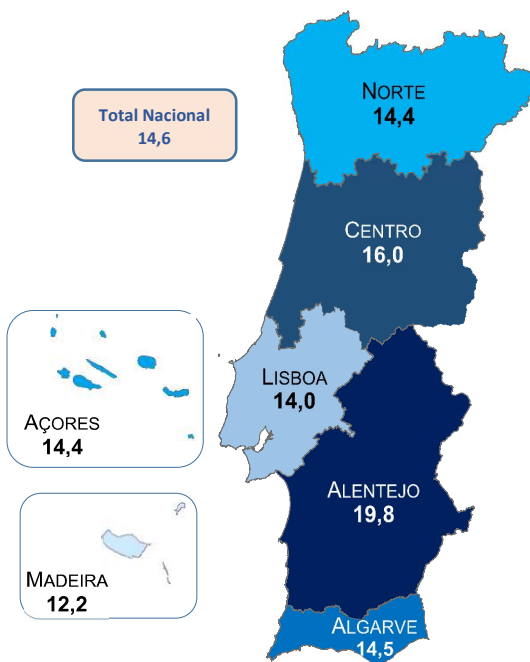 NORTE
14,4
Total Nacional
14,6
CENTRO
16,0
LISBOA
14,0
AÇORES
14,4
ALENTEJO
19,8
MADEIRA
12,2
ALGARVE
14,5